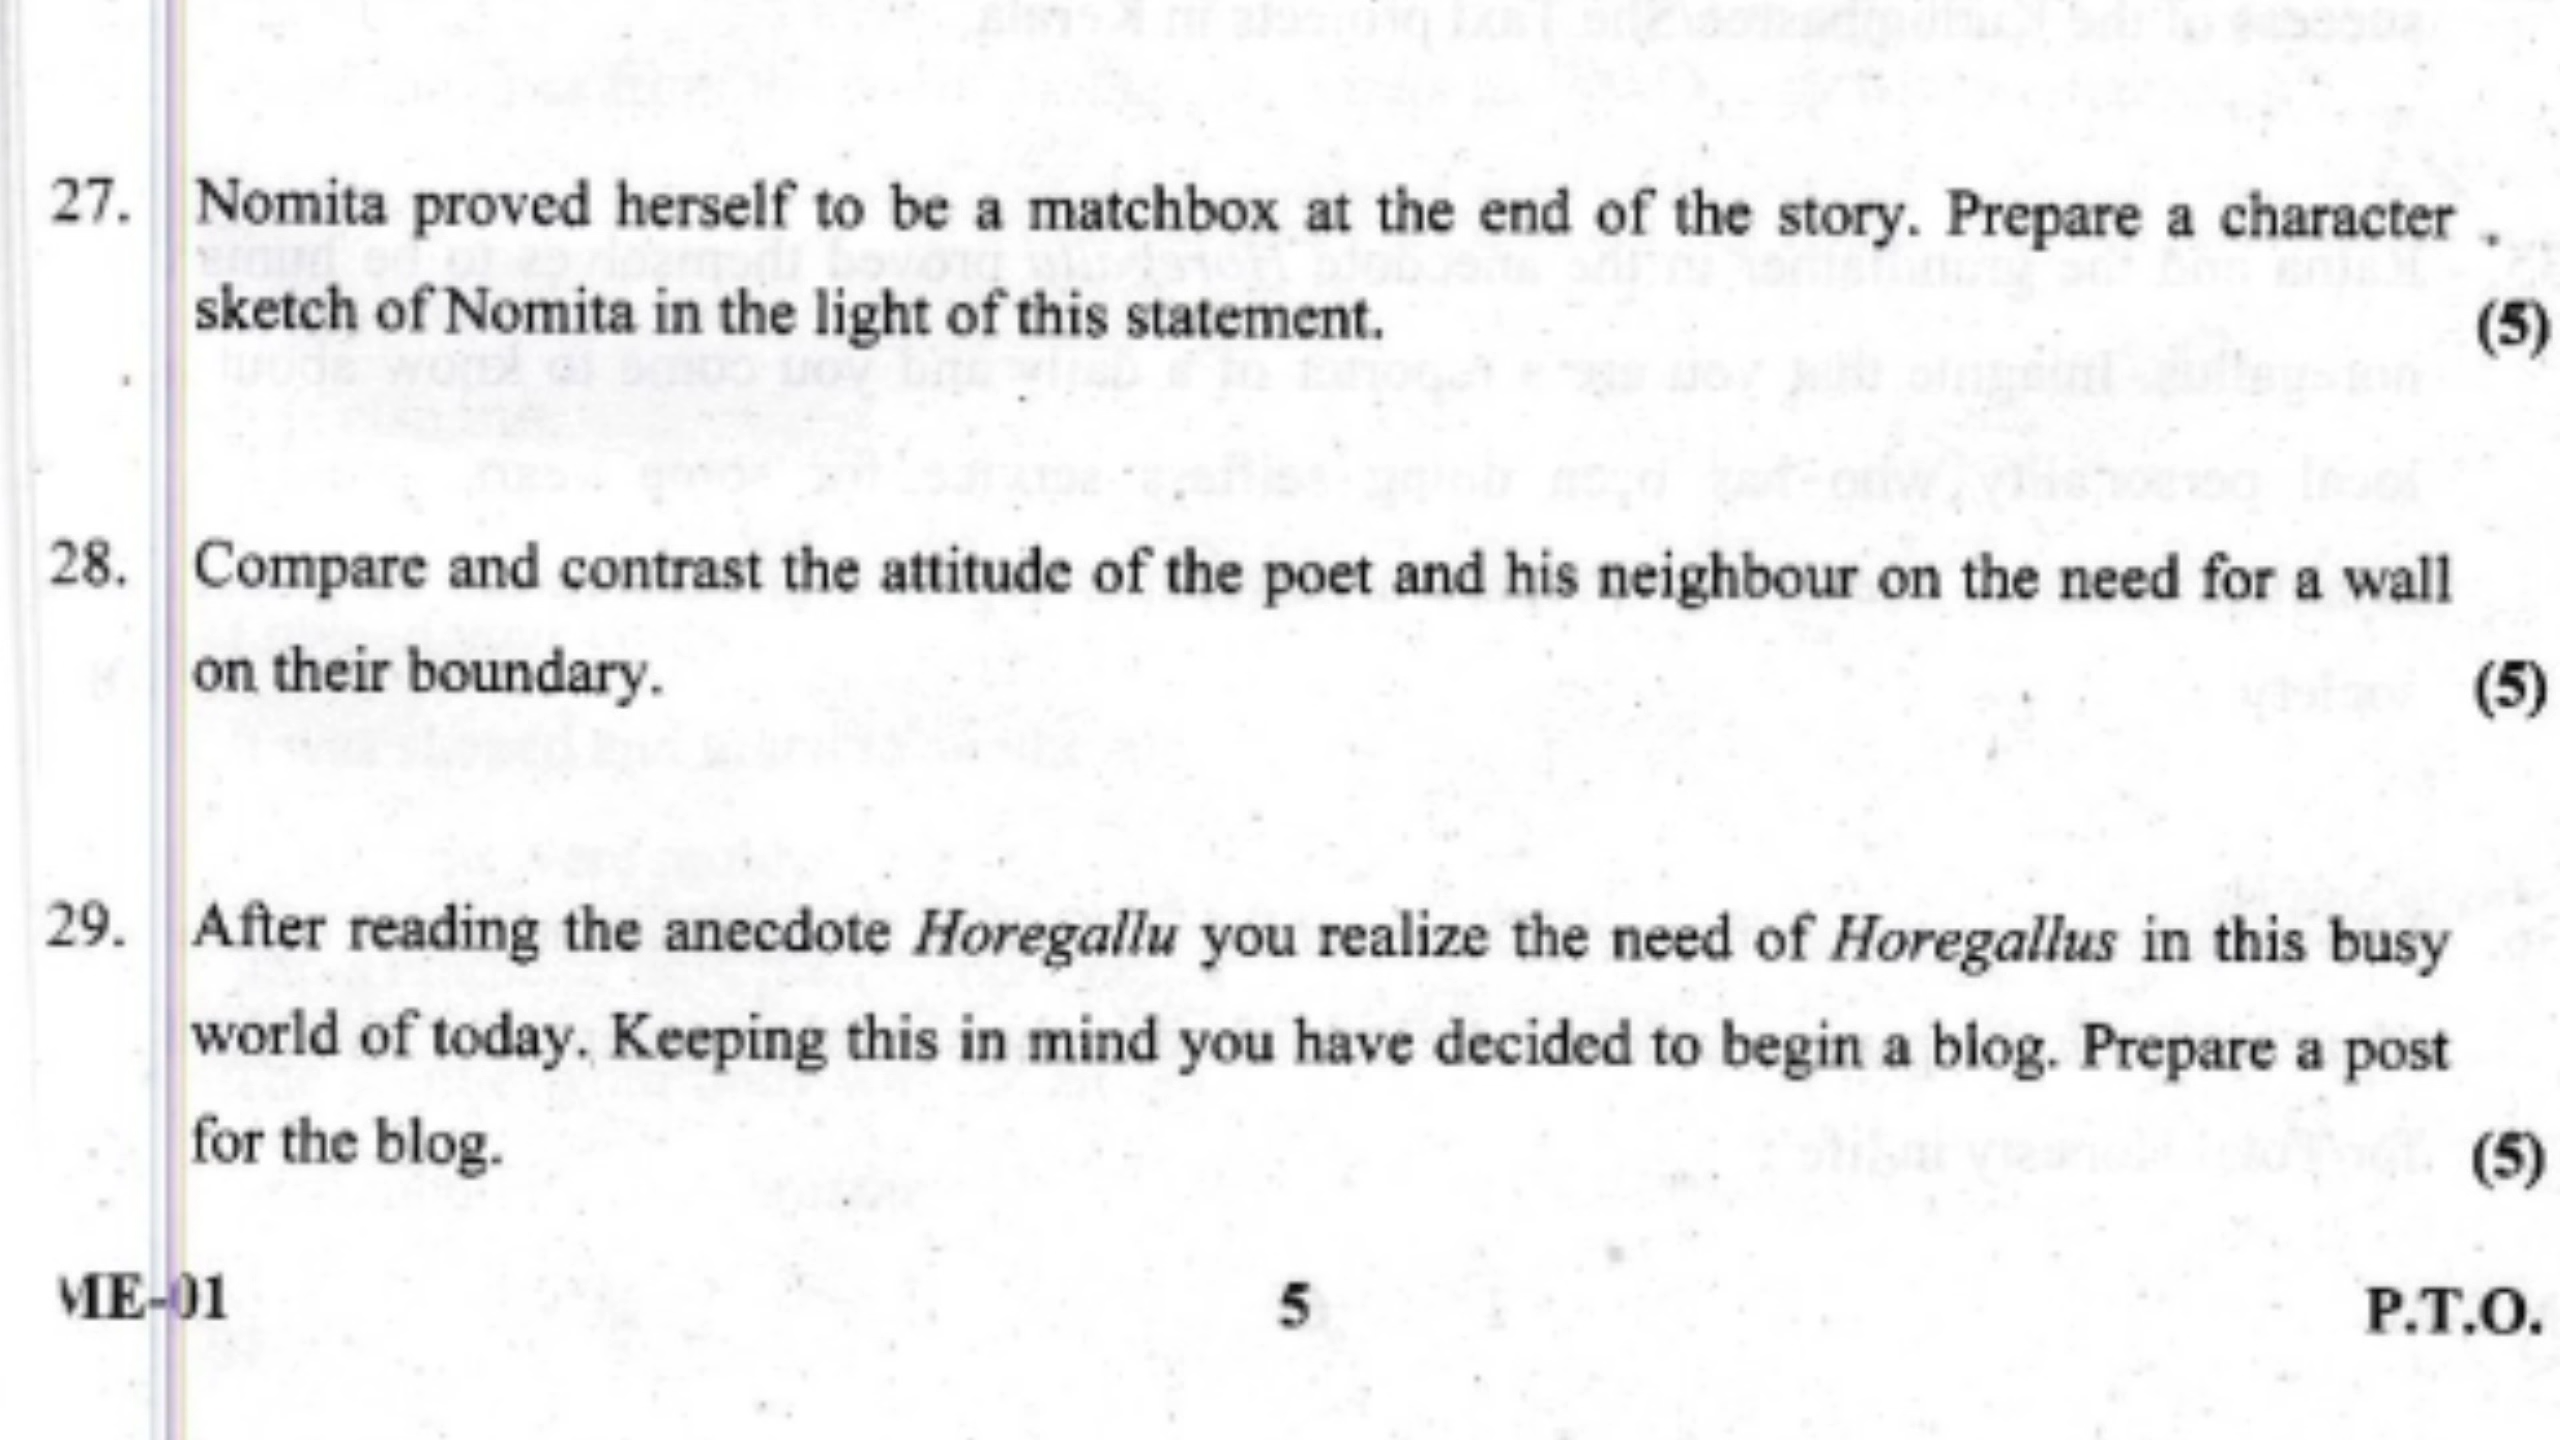 27. Nomita proved herself to be a matchbox at the end of the story. Prepare a character
sketch of Nomita in the light of this statement. (5)
28. Compare and contrast the attitude of the poet and his neighbour on the need for a wall
on their boundary. (5)
29. After reading the anecdote Horegallu you realize the need of Horegallus in this busy
world of today. Keeping this in mind you have decided to begin a blog. Prepare a post
for the blog. (5)
ME-01 5 P.T.O.